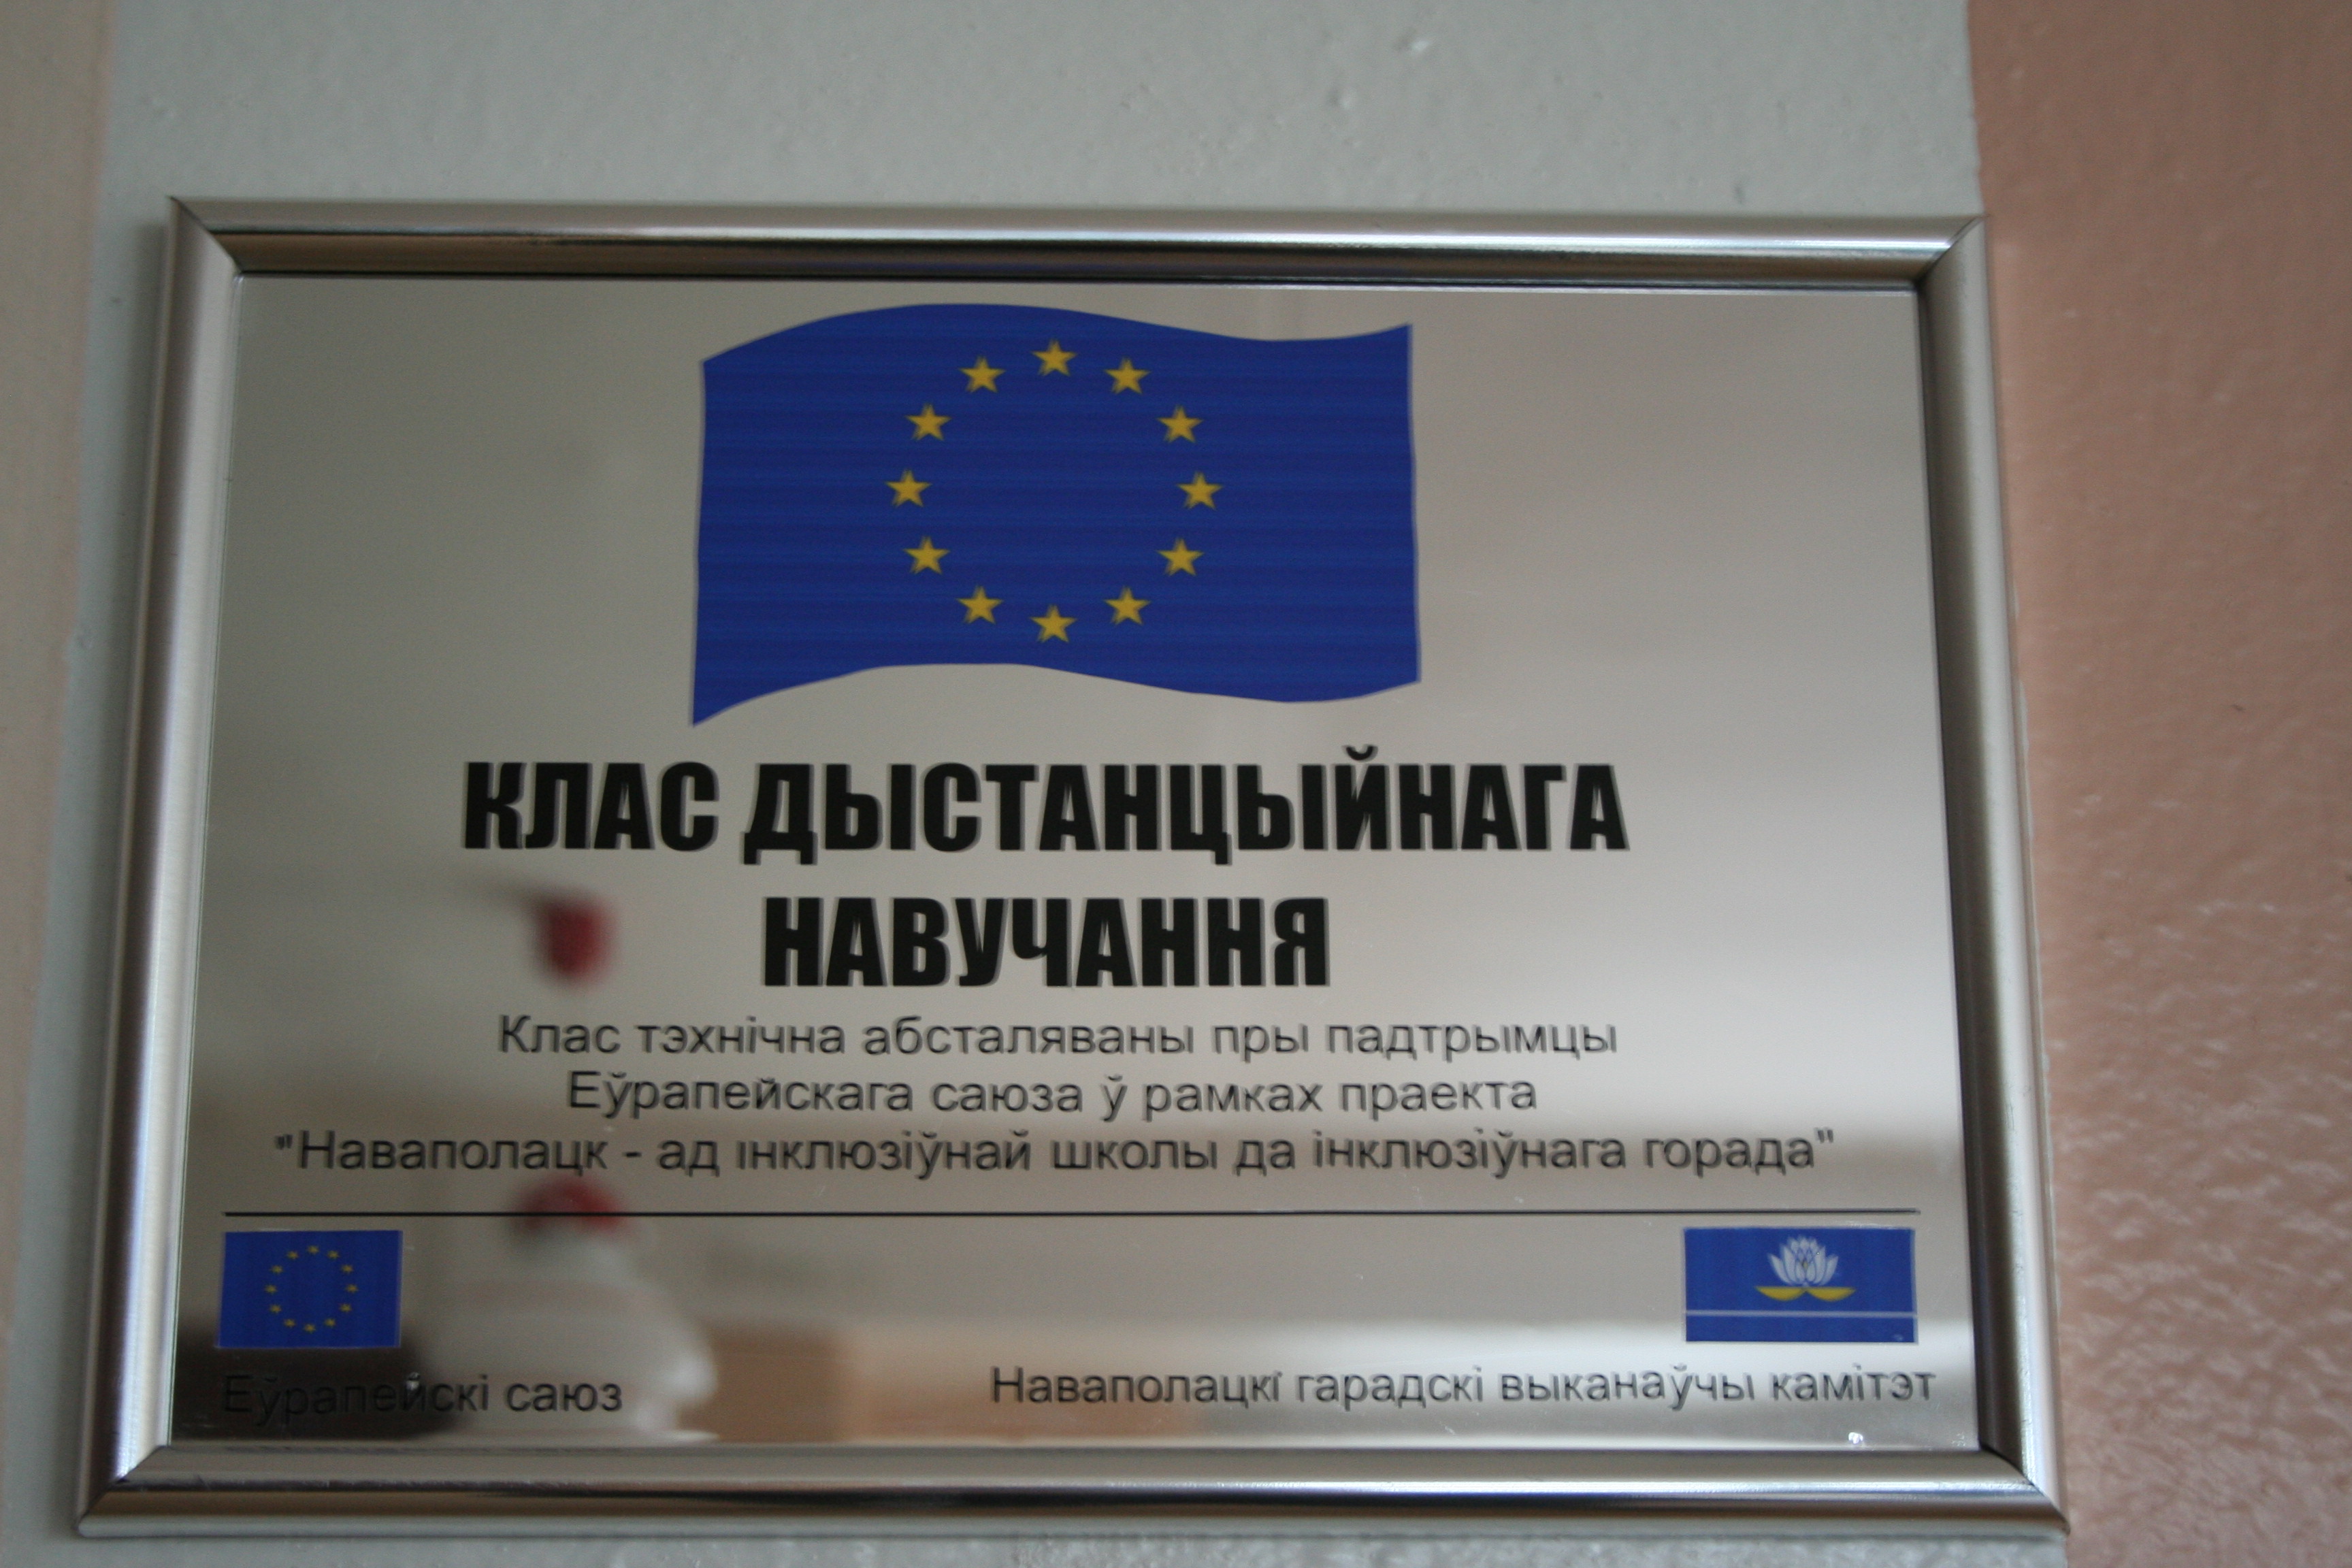 КЛАС ДЫСТАНЦЫЙНАГА
НАВУЧАННЯ
Клас тэхнічна абсталяваны пры падтрымцы
Еўрапейскага саюза ў рамках праекта
"Наваполацк - ад інклюзіўнай школы да інклюзіўнага горада"
Еўрапейскі саюз
Наваполацкі гарадскі выканаўчы камітэт